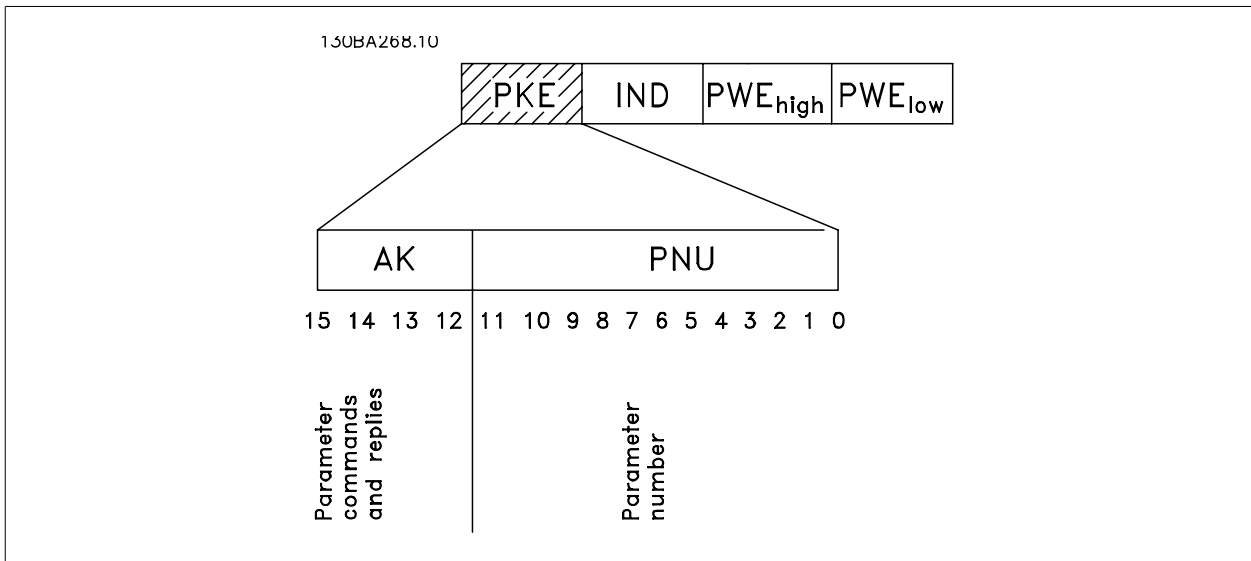 130BA268.10
PKE IND PWEhigh PWElow
AK PNU
15 14 13 12 11 10 9 8 7 6 5 4 3 2 1 0
Parameter
commands
and replies
Parameter
number